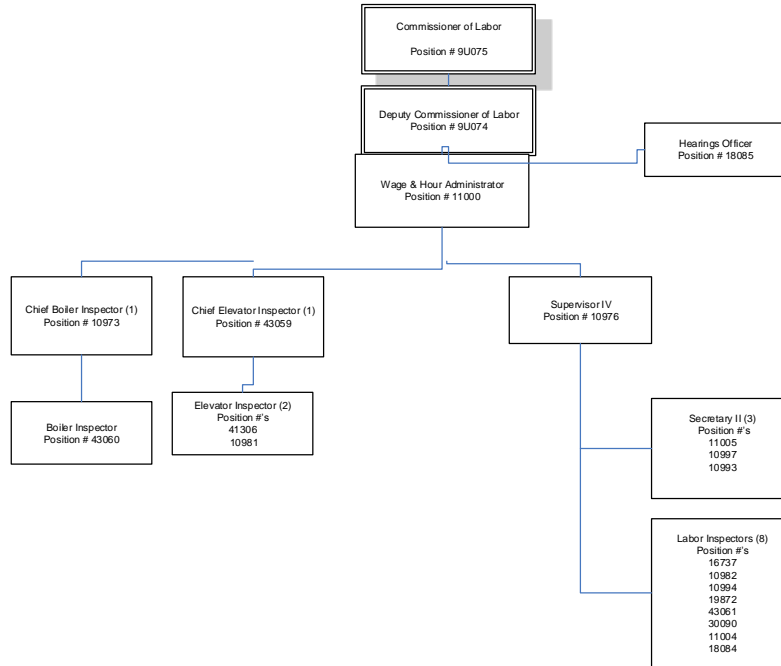 Commissioner of Labor
Position # 9U075
Deputy Commissioner of Labor
Position # 9U074
Hearings Officer
Position # 18085
Wage & Hour Administrator
Position # 11000
Chief Boiler Inspector (1)
Position # 10973
Chief Elevator Inspector (1)
Position # 43059
Supervisor IV
Position # 10976
Boiler Inspector
Position # 43060
Elevator Inspector (2)
Position #'s
41306
10981
Secretary II (3)
Position #'s
11005
10997
10993
Labor Inspectors (8)
Position #'s
16737
10982
10994
19872
43061
30090
11004
18084